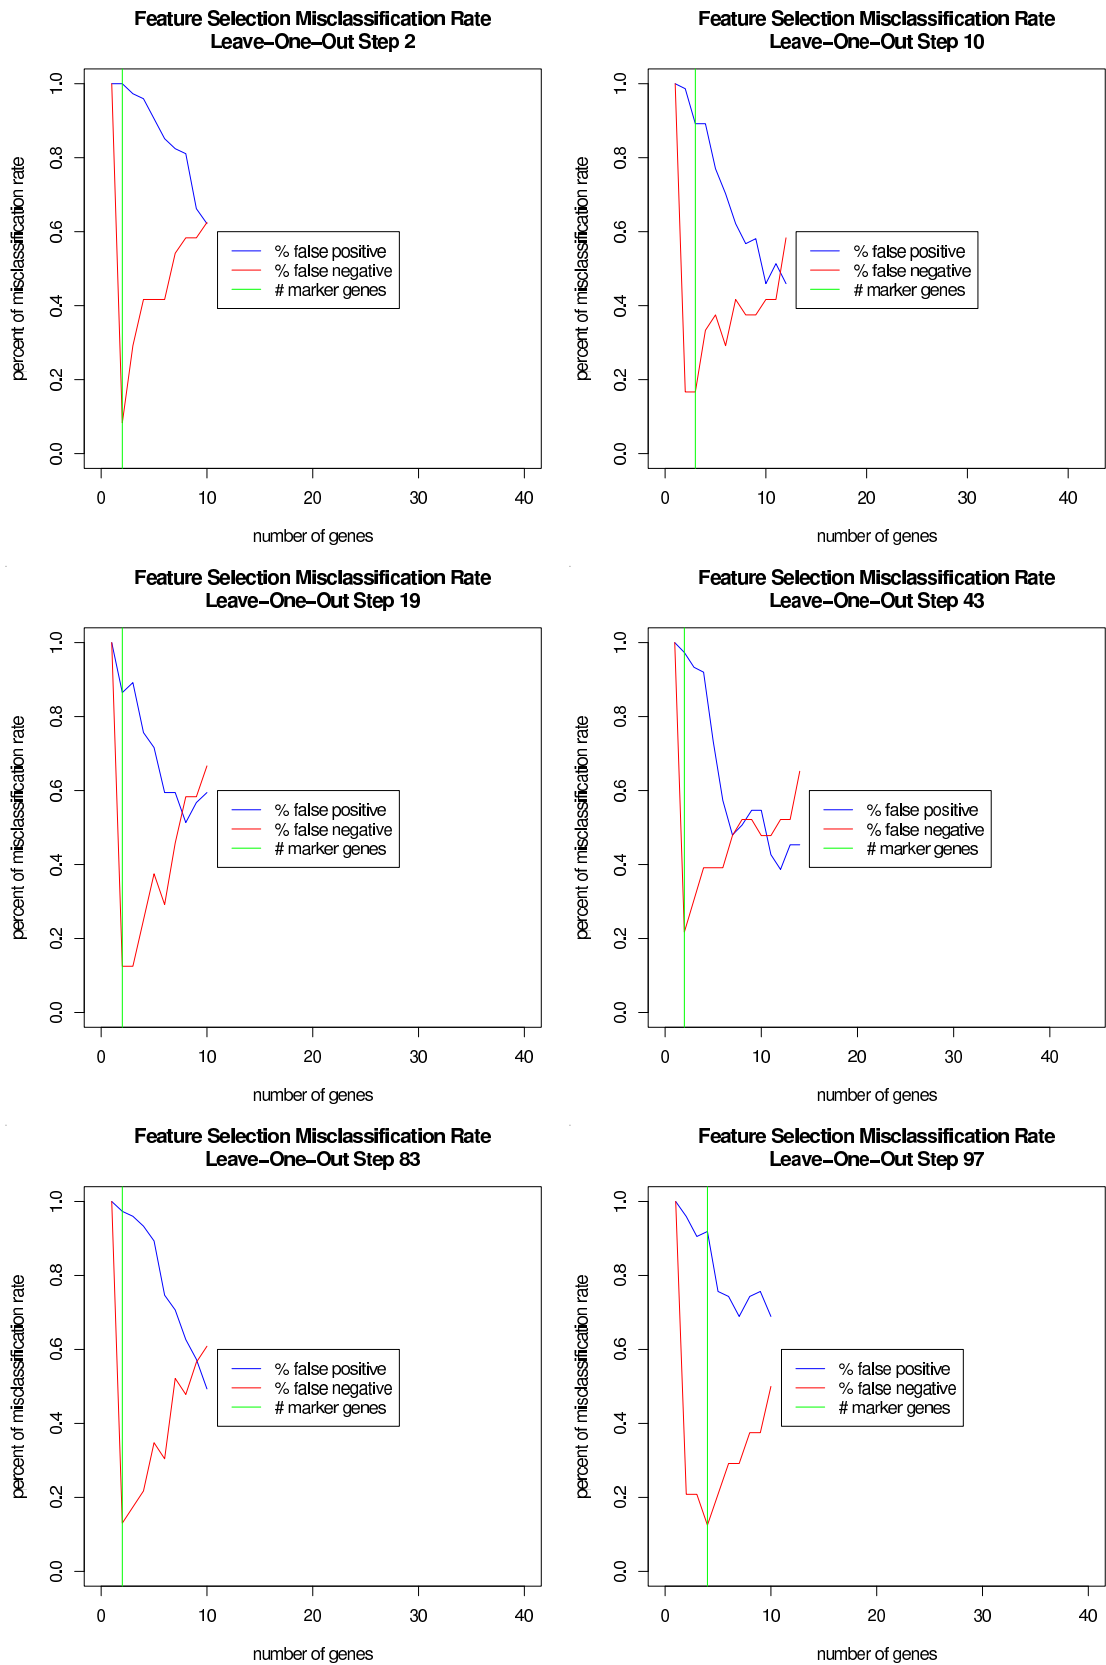 Feature Selection Misclassification Rate
Leave−One−Out Step 2
percent of misclassification rate
0.0 0.2 0.4 0.6 0.8 1.0
% false positive
% false negative
# marker genes
0 10 20 30 40
number of genes
Feature Selection Misclassification Rate
Leave−One−Out Step 10
percent of misclassification rate
0.0 0.2 0.4 0.6 0.8 1.0
% false positive
% false negative
# marker genes
0 10 20 30 40
number of genes
Feature Selection Misclassification Rate
Leave−One−Out Step 19
percent of misclassification rate
0.0 0.2 0.4 0.6 0.8 1.0
% false positive
% false negative
# marker genes
0 10 20 30 40
number of genes
Feature Selection Misclassification Rate
Leave−One−Out Step 43
percent of misclassification rate
0.0 0.2 0.4 0.6 0.8 1.0
% false positive
% false negative
# marker genes
0 10 20 30 40
number of genes
Feature Selection Misclassification Rate
Leave−One−Out Step 83
percent of misclassification rate
0.0 0.2 0.4 0.6 0.8 1.0
% false positive
% false negative
# marker genes
0 10 20 30 40
number of genes
Feature Selection Misclassification Rate
Leave−One−Out Step 97
percent of misclassification rate
0.0 0.2 0.4 0.6 0.8 1.0
% false positive
% false negative
# marker genes
0 10 20 30 40
number of genes